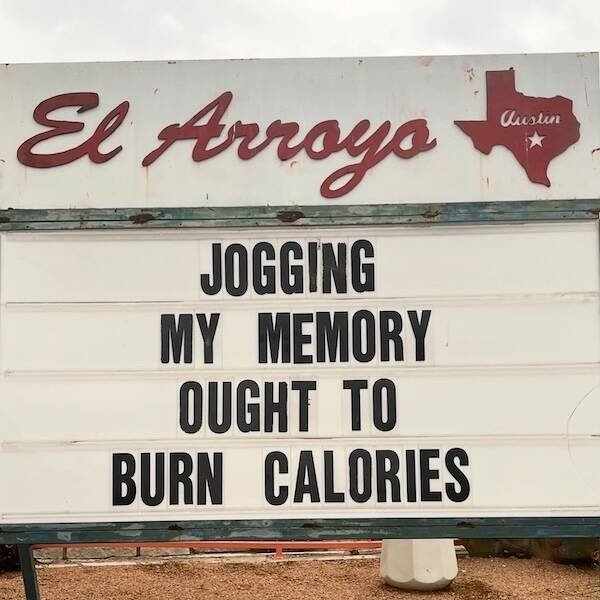 El Arroyo
Austin
JOGGING
MY MEMORY
OUGHT TO
BURN CALORIES